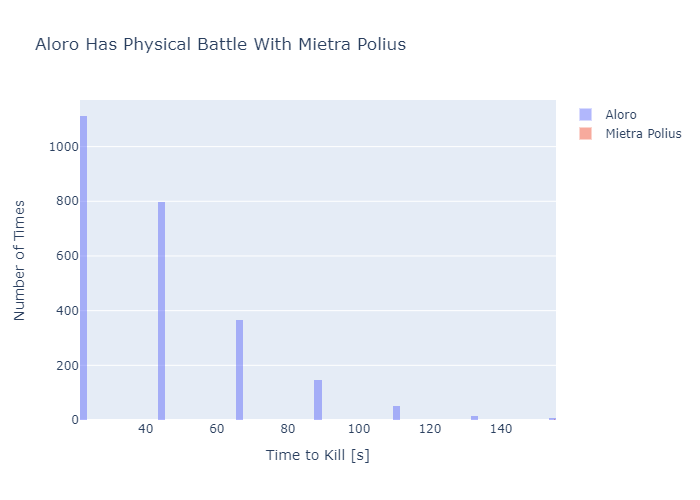 Aloro Has Physical Battle With Mietra Polius
Aloro
Mietra Polius
Number of Times
1000
800
600
400
200
0
40 60 80 100 120 140
Time to Kill [s]